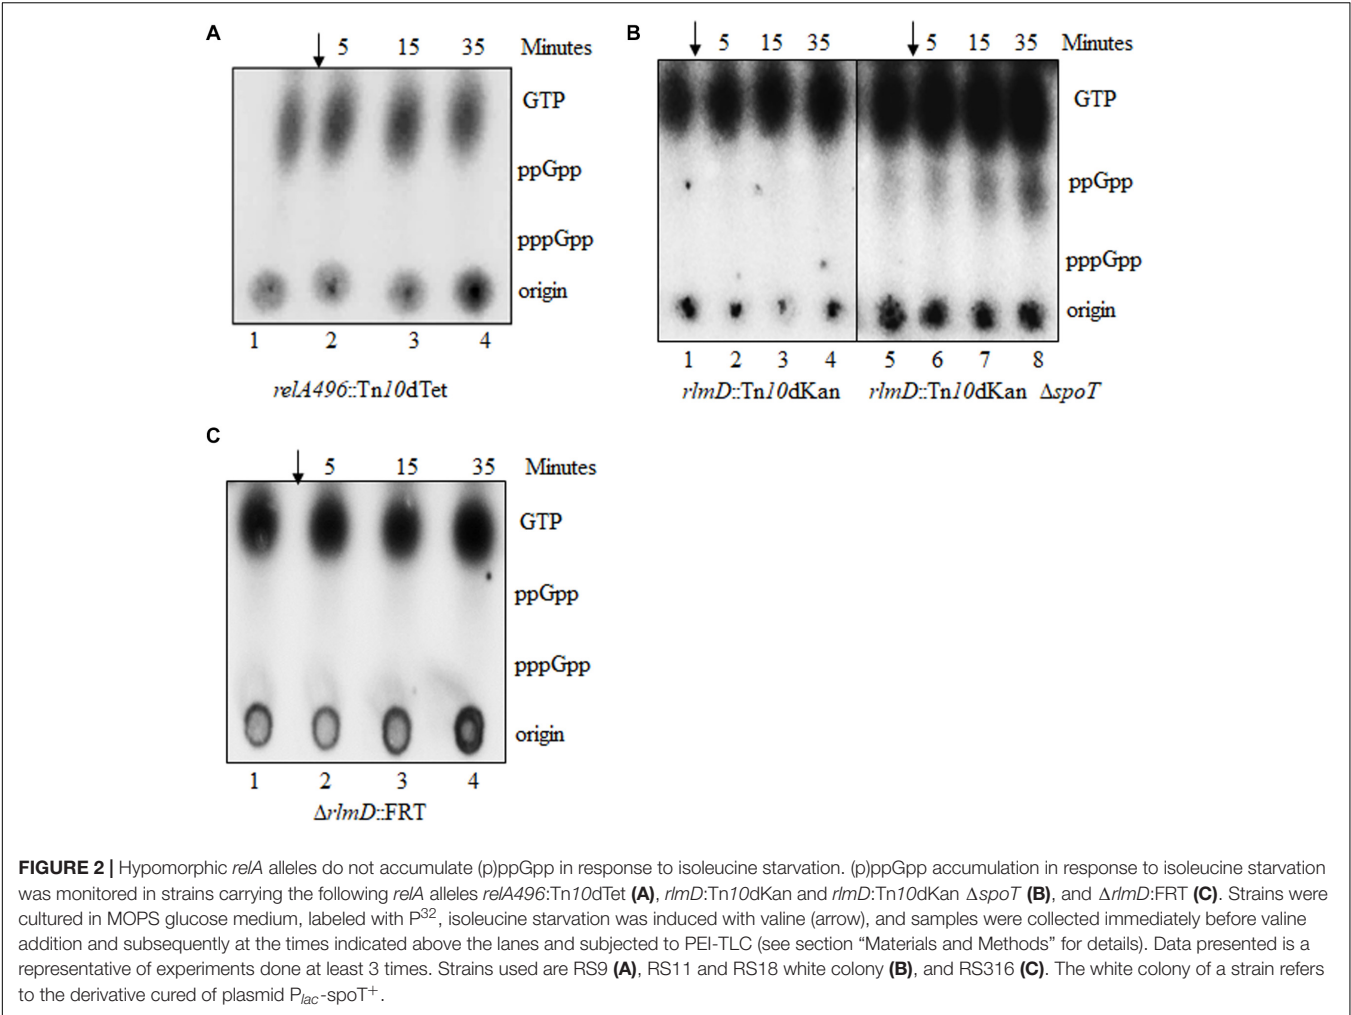 A
5 15 35 Minutes
GTP
ppGpp
pppGpp
origin
1 2 3 4
relA496::Tn10dTet
B
5 15 35 5 15 35 Minutes
GTP
ppGpp
pppGpp
origin
1 2 3 4 5 6 7 8
rlmD::Tn10dKan rlmD::Tn10dKan ΔspoT
C
5 15 35 Minutes
GTP
ppGpp
pppGpp
origin
1 2 3 4
ΔrlmD::FRT
FIGURE 2 | Hypomorphic relA alleles do not accumulate (p)ppGpp in response to isoleucine starvation. (p)ppGpp accumulation in response to isoleucine starvation
was monitored in strains carrying the following relA alleles relA496:Tn10dTet (A), rlmD:Tn10dKan and rlmD:Tn10dKan ΔspoT (B), and ΔrlmD:FRT (C). Strains were
cultured in MOPS glucose medium, labeled with P32, isoleucine starvation was induced with valine (arrow), and samples were collected immediately before valine
addition and subsequently at the times indicated above the lanes and subjected to PEI-TLC (see section “Materials and Methods” for details). Data presented is a
representative of experiments done at least 3 times. Strains used are RS9 (A), RS11 and RS18 white colony (B), and RS316 (C). The white colony of a strain refers
to the derivative cured of plasmid Plac-spoT+.